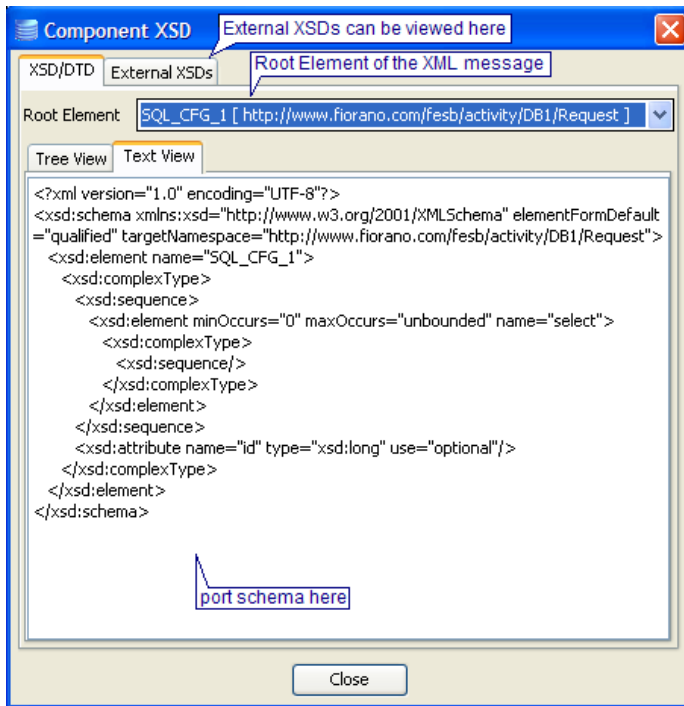 Component XSD
External XSDs can be viewed here
XSD/DTD
External XSDs
Root Element of the XML message
Root Element
SQL_CFG_1 [ http://www.fiorano.com/fesb/activity/DB1/Request ]
Tree View
Text View
<?xml version="1.0" encoding="UTF-8"?>
<xsd:schema xmlns:xsd="http://www.w3.org/2001/XMLSchema" elementFormDefault
="qualified" targetNamespace="http://www.fiorano.com/fesb/activity/DB1/Request">
<xsd:element name="SQL_CFG_1">
<xsd:complexType>
<xsd:sequence>
<xsd:element minOccurs="0" maxOccurs="unbounded" name="select">
<xsd:complexType>
<xsd:sequence/>
</xsd:complexType>
</xsd:element>
</xsd:sequence>
<xsd:attribute name="id" type="xsd:long" use="optional"/>
</xsd:complexType>
</xsd:element>
</xsd:schema>
port schema here
Close